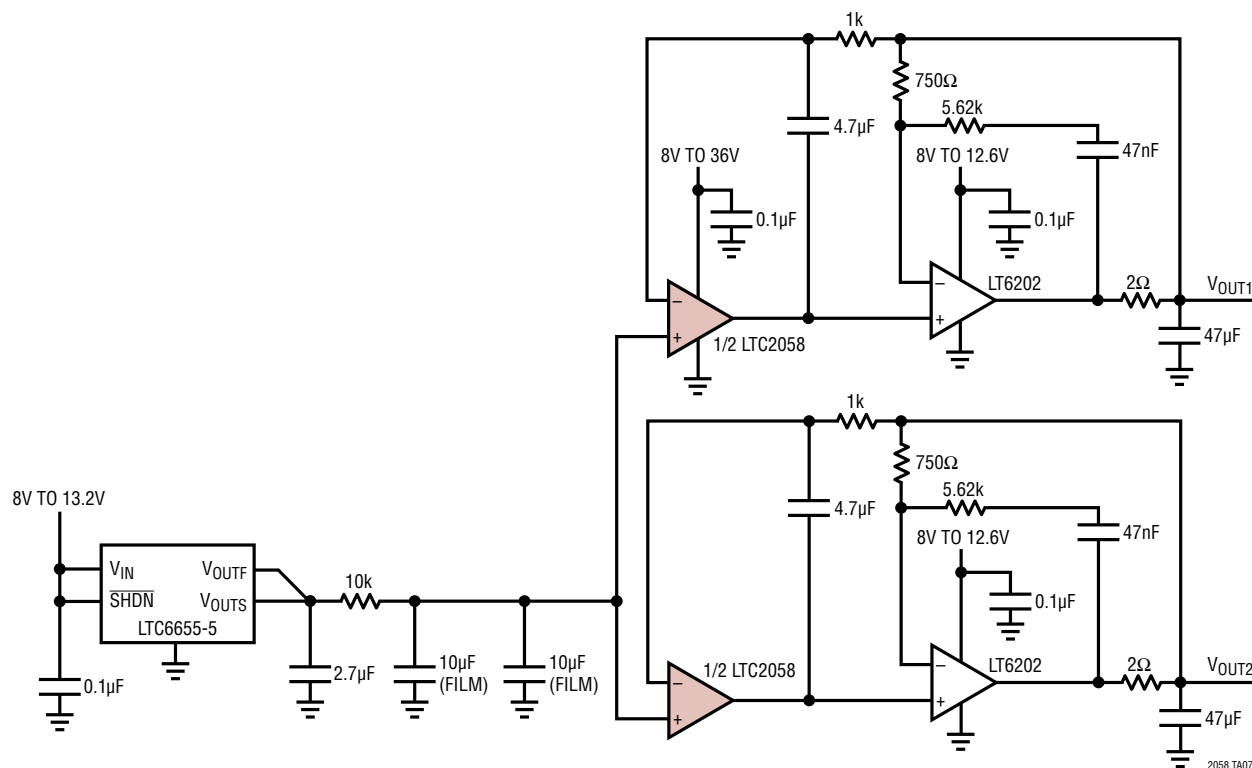 1k
750Ω
5.62k
4.7µF
47nF
8V TO 36V
8V TO 12.6V
0.1µF
0.1µF
LT6202
2Ω
VOUT1
–
+
–
+
1/2 LTC2058
47µF
1k
750Ω
5.62k
4.7µF
47nF
8V TO 12.6V
0.1µF
8V TO 13.2V
VIN
VOUTF
SHDN
VOUTS
LTC6655-5
10k
0.1µF
2.7µF
10µF
(FILM)
10µF
(FILM)
1/2 LTC2058
LT6202
2Ω
VOUT2
–
+
–
+
47µF
2058 TA07